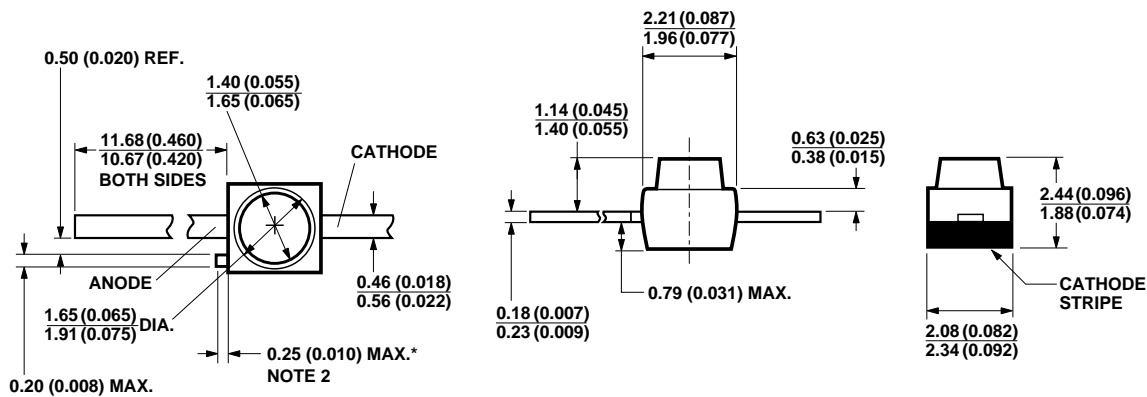 0.50 (0.020) REF.
1.40 (0.055)
1.65 (0.065)
11.68 (0.460)
10.67 (0.420)
BOTH SIDES
CATHODE
ANODE
1.65 (0.065)
1.91 (0.075) DIA.
0.46 (0.018)
0.56 (0.022)
0.25 (0.010) MAX.*
NOTE 2
0.20 (0.008) MAX.
2.21 (0.087)
1.96 (0.077)
1.14 (0.045)
1.40 (0.055)
0.63 (0.025)
0.38 (0.015)
0.79 (0.031) MAX.
0.18 (0.007)
0.23 (0.009)
2.44 (0.096)
1.88 (0.074)
CATHODE
STRIPE
2.08 (0.082)
2.34 (0.092)